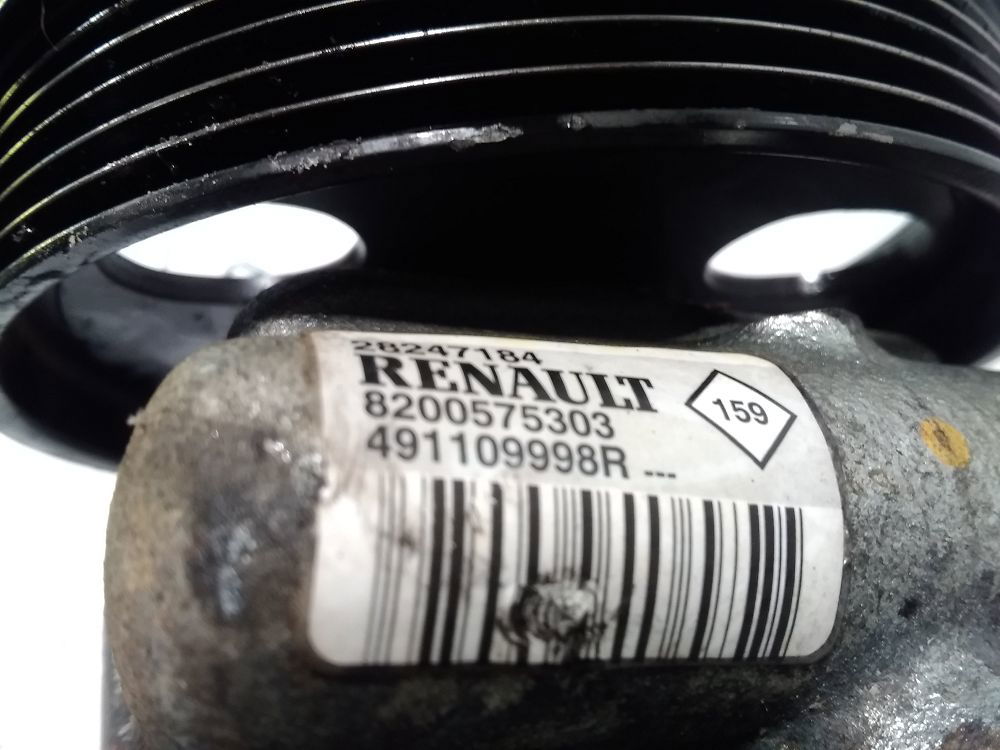 28247184
RENAULT
8200575303
491109998R ---
159